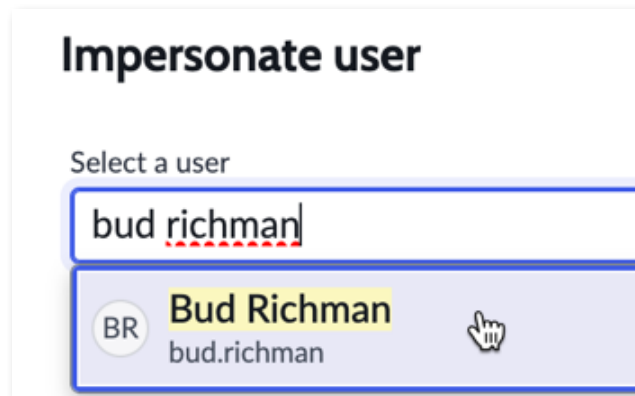 Impersonate user
Select a user
bud richman
BR
Bud Richman
bud.richman